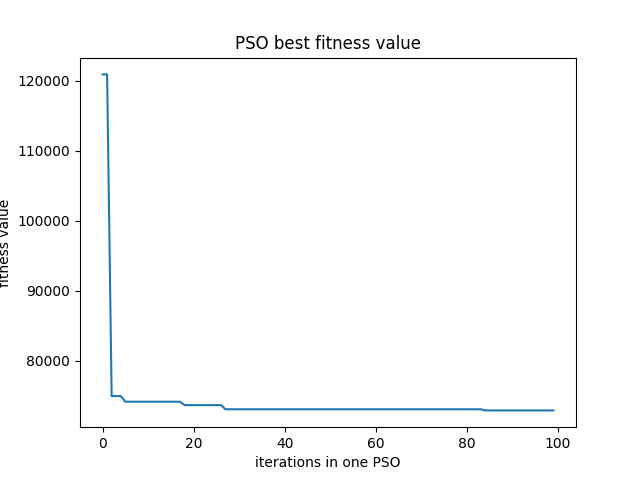 PSO best fitness value
120000
110000
100000
90000
80000
fitness value
0 20 40 60 80 100
iterations in one PSO